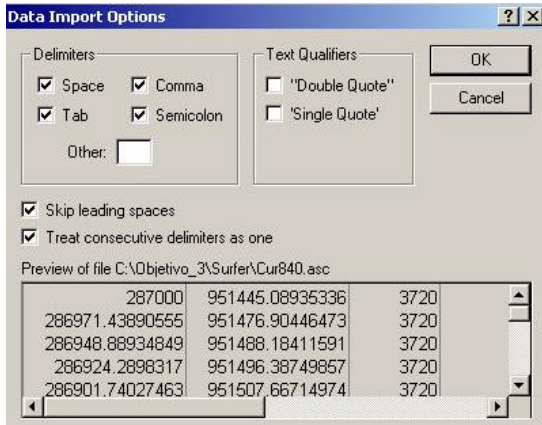 Data Import Options
Delimiters
Space
Comma
Tab
Semicolon
Other:
Text Qualifiers
"Double Quote"
'Single Quote'
OK
Cancel
Skip leading spaces
Treat consecutive delimiters as one
Preview of file C:\Objetivo_3\Surfer\Cur840.asc
287000 951445.08935336 3720
286971.43890555 951476.90446473 3720
286948.88934849 951488.18411591 3720
286924.2898317 951496.38749857 3720
286901.74027463 951507.66714974 3720